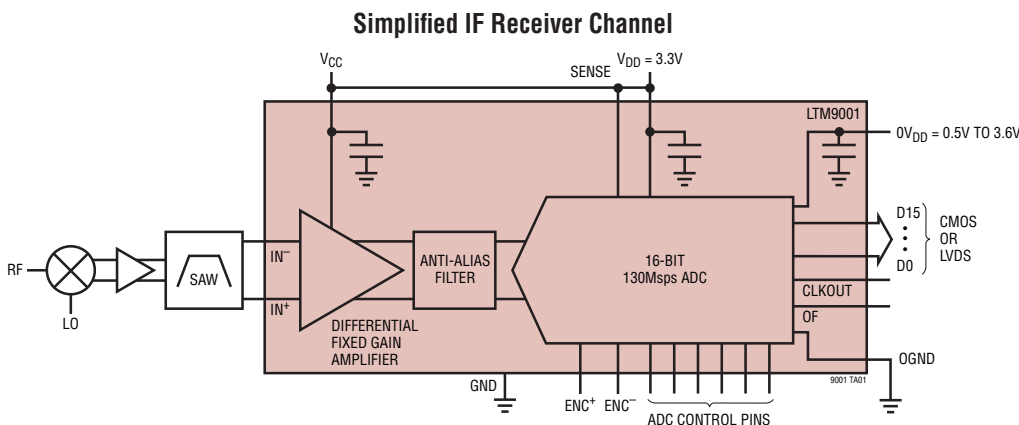 Simplified IF Receiver Channel
VCC
SENSE
VDD = 3.3V
LTM9001
0VDD = 0.5V TO 3.6V
RF
LO
SAW
IN–
IN+
DIFFERENTIAL
FIXED GAIN
AMPLIFIER
ANTI-ALIAS
FILTER
16-BIT
130Msps ADC
D15
•
•
•
D0
CMOS
OR
LVDS
CLKOUT
OF
OGND
9001 TA01
GND
ENC+
ENC–
ADC CONTROL PINS